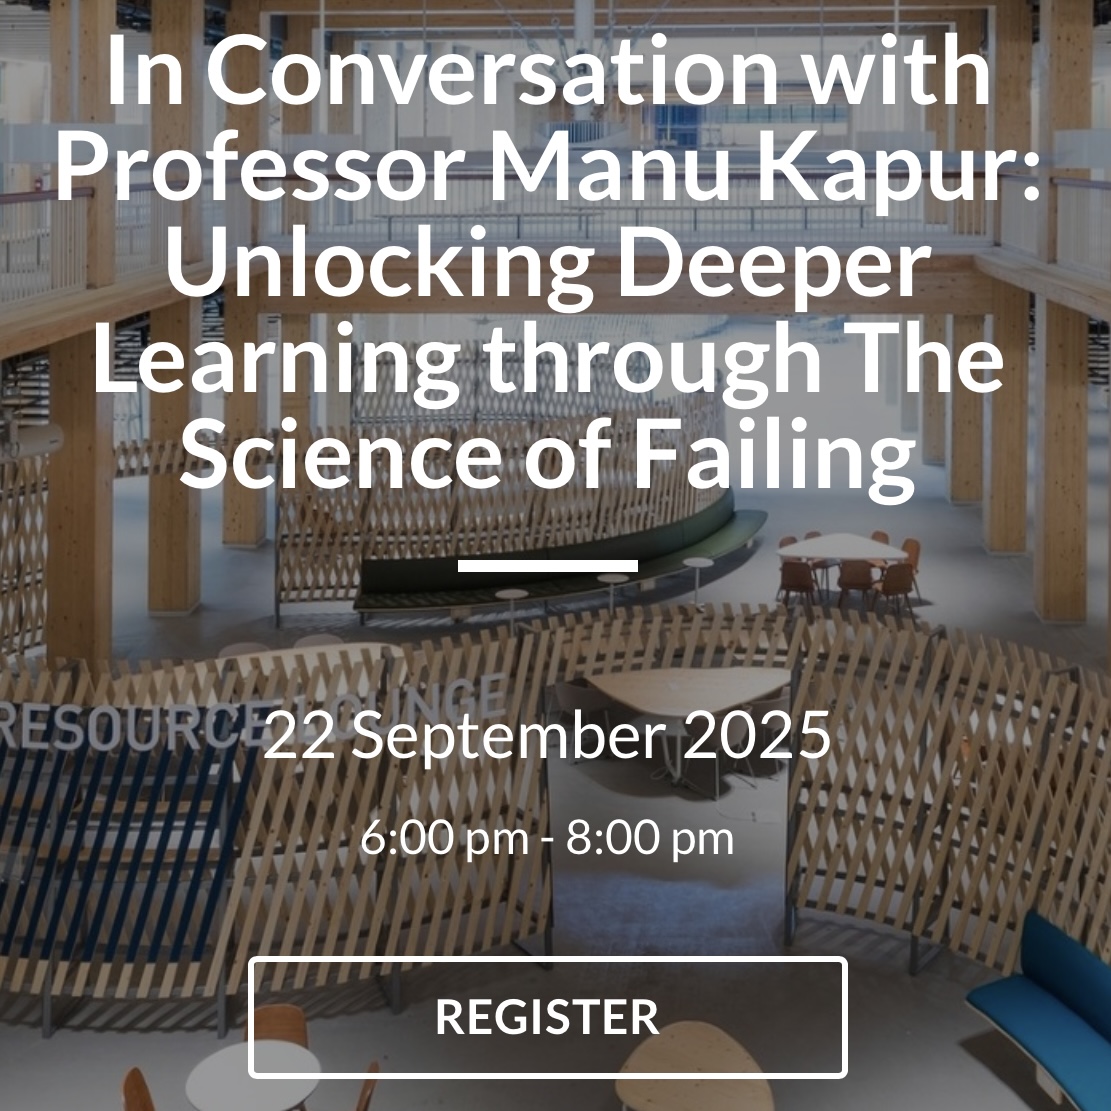 In Conversation with
Professor Manu Kapur:
Unlocking Deeper
Learning through The
Science of Failing
RESOURCE LOUNGE
22 September 2025
6:00 pm - 8:00 pm
REGISTER